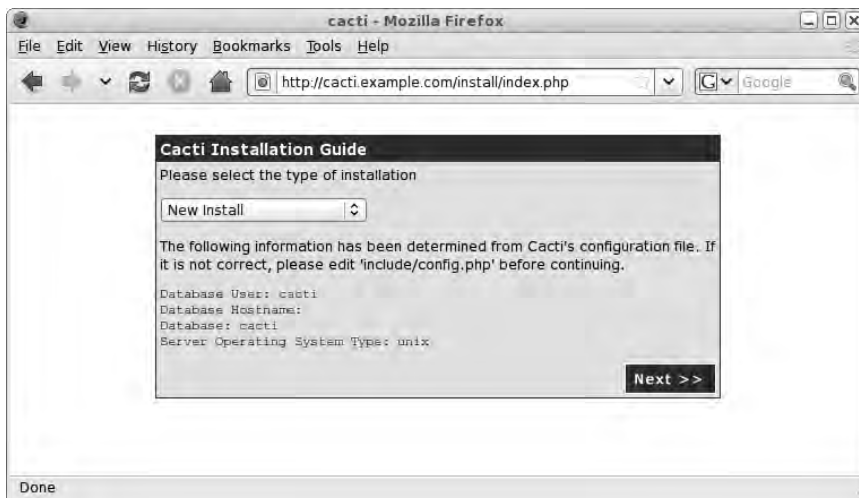 cacti - Mozilla Firefox
File Edit View History Bookmarks Tools Help
http://cacti.example.com/install/index.php
G Google
Cacti Installation Guide
Please select the type of installation
New Install
The following information has been determined from Cacti's configuration file. If
it is not correct, please edit 'include/config.php' before continuing.
Database User: cacti
Database Hostname:
Database: cacti
Server Operating System Type: unix
Next >>
Done